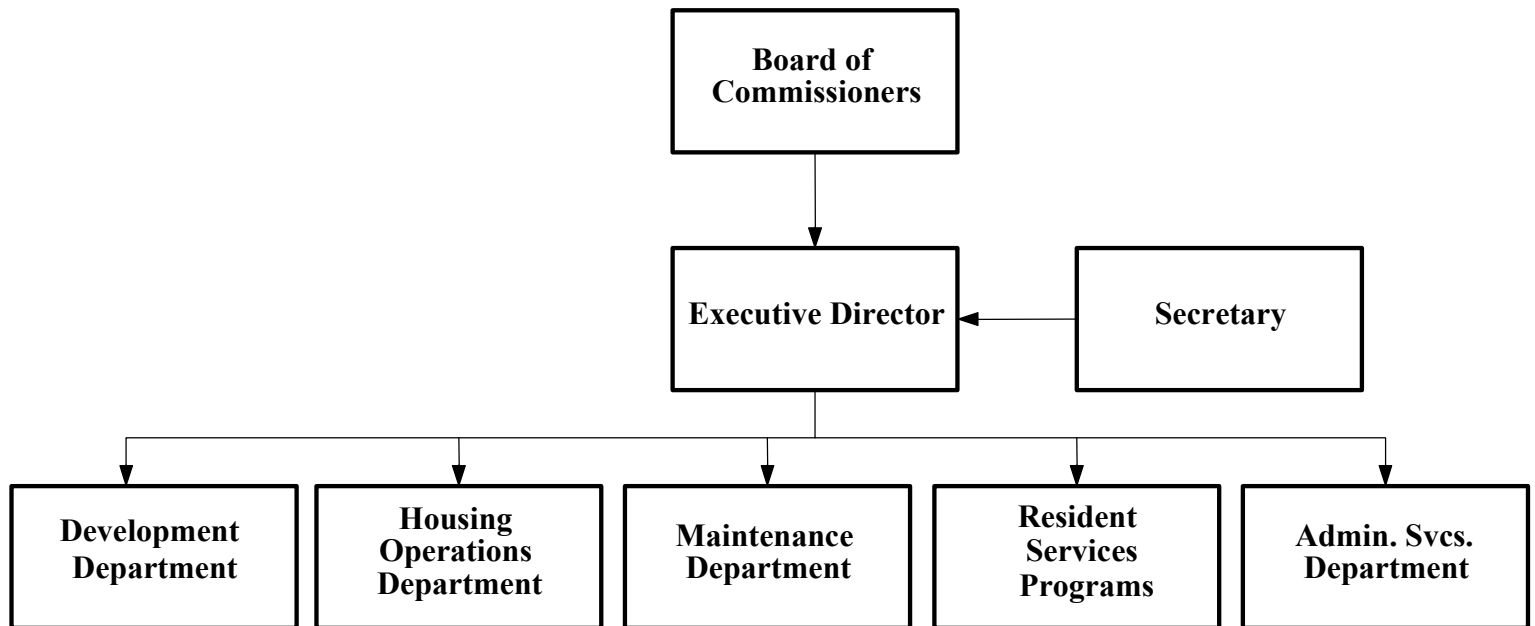 Board of
Commissioners
Executive Director
Secretary
Development
Department
Housing
Operations
Department
Maintenance
Department
Resident
Services
Programs
Admin. Svcs.
Department